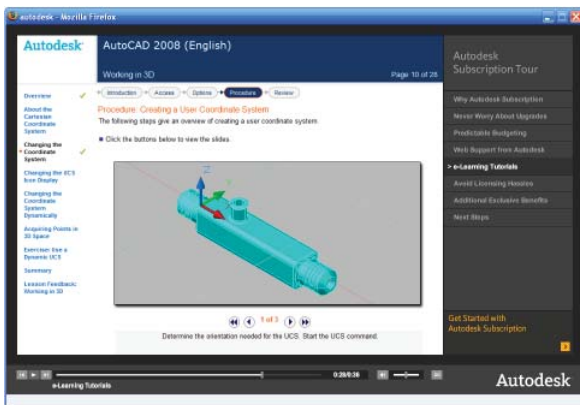 autodesk - Mozilla Firefox
Autodesk
AutoCAD 2008 (English)
Working in 3D
Page 10 of 28
Overview
About the
Cartesian
Coordinate
System
Changing the
Coordinate
System
Changing the UCS
Icon Display
Changing the
Coordinate
System
Dynamically
Acquiring Points in
3D Space
Exercise: Use a
Dynamic UCS
Summary
Lesson Feedback:
Working in 3D
Introduction
Access
Options
Procedure
Review
Procedure: Creating a User Coordinate System
The following steps give an overview of creating a user coordinate system.
Click the buttons below to view the slides.
Z
Y
1 of 3
Determine the orientation needed for the UCS. Start the UCS command.
Autodesk
Subscription Tour
Why Autodesk Subscription
Never Worry About Upgrades
Predictable Budgeting
Web Support from Autodesk
> e-Learning Tutorials
Avoid Licensing Hassles
Additional Exclusive Benefits
Next Steps
Get Started with
Autodesk Subscription
0:28/0:36
e-Learning Tutorials
Autodesk